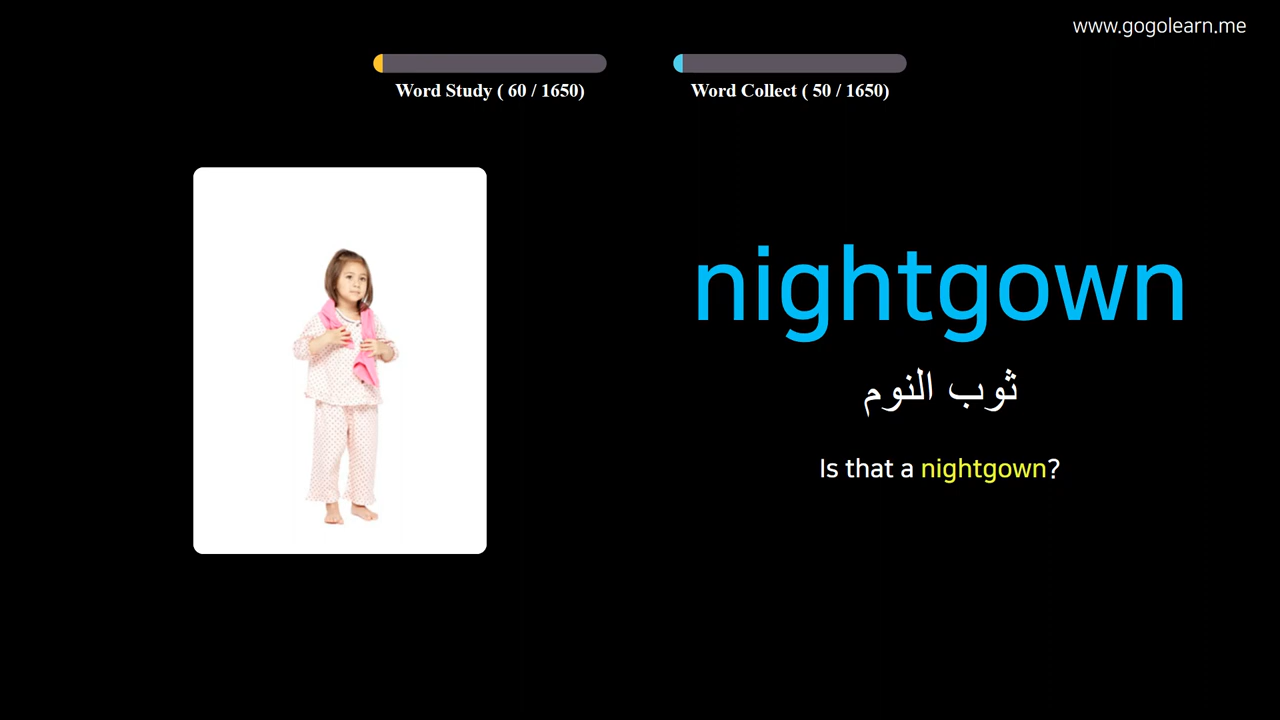 www.gogolearn.me
Word Study ( 60 / 1650)
Word Collect ( 50 / 1650)
nightgown
ثوب النوم
Is that a nightgown?